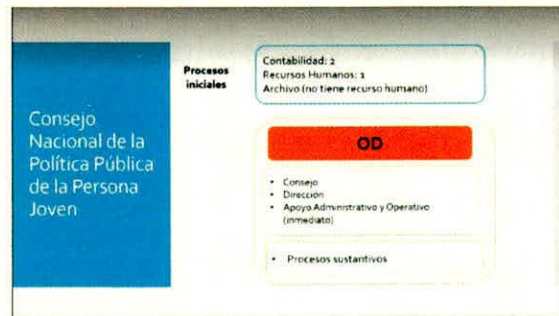 Consejo
Nacional de la
Política Pública
de la Persona
Joven
Procesos
iniciales
Contabilidad: 2
Recursos Humanos: 1
Archivo (no tiene recurso humano)
OD
• Consejo
• Dirección
• Apoyo Administrativo y Operativo
(inmediato)
• Procesos sustantivos